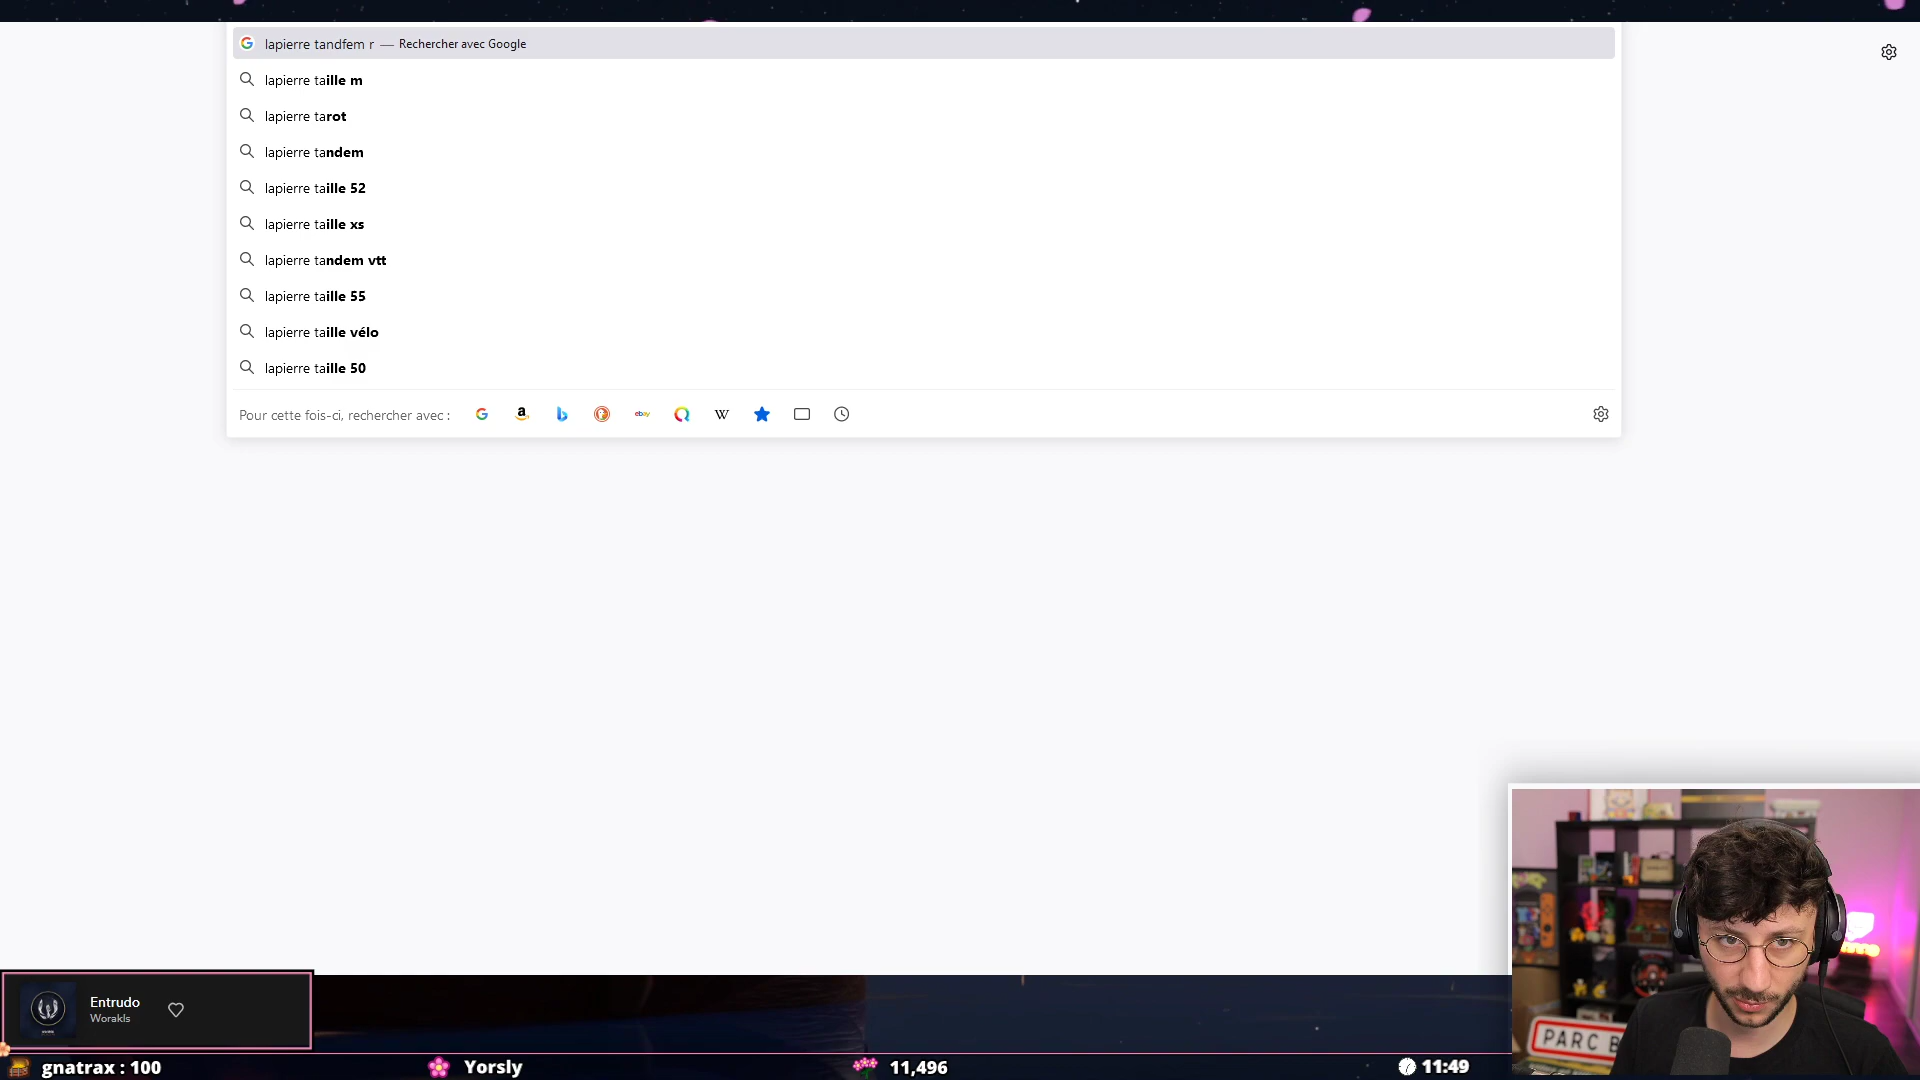 lapierre tandfem r — Rechercher avec Google
lapierre taille m
lapierre tarot
lapierre tandem
lapierre taille 52
lapierre taille xs
lapierre tandem vtt
lapierre taille 55
lapierre taille vélo
lapierre taille 50
Pour cette fois-ci, rechercher avec :
Entrudo
Worakls
PARC B
gnatrax : 100
Yorsly
11,496
11:49